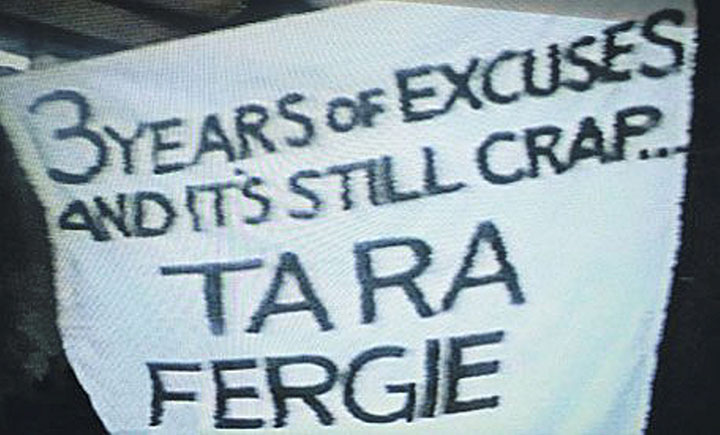 3 YEARS OF EXCUSES
AND IT'S STILL CRAP...
TA RA
FERGIE